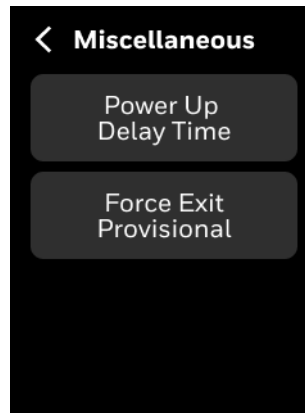 Miscellaneous
Power Up
Delay Time
Force Exit
Provisional